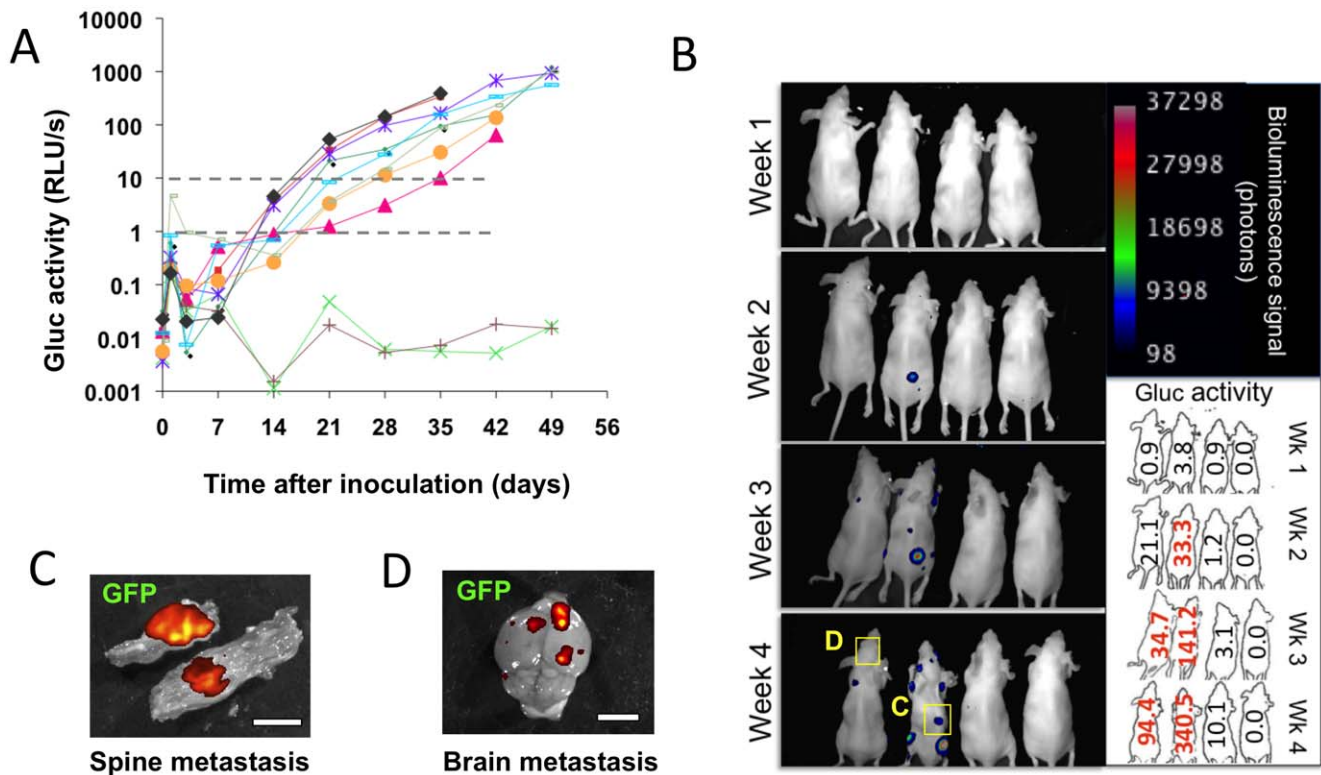 A
10000
1000
100
10
1
0.1
0.01
0.001
Gluc activity (RLU/s)
0 7 14 21 28 35 42 49 56
Time after inoculation (days)
B
Week 1
Week 2
Week 3
Week 4
D
C
37298
27998
18698
9398
98
Bioluminescence signal
(photons)
Gluc activity
0.9 3.8 0.9 0.0 Wk 1
21.1 33.3 1.2 0.0 Wk 2
34.7 141.2 3.1 0.0 Wk 3
94.4 340.5 10.1 0.0 Wk 4
C
GFP
Spine metastasis
D
GFP
Brain metastasis